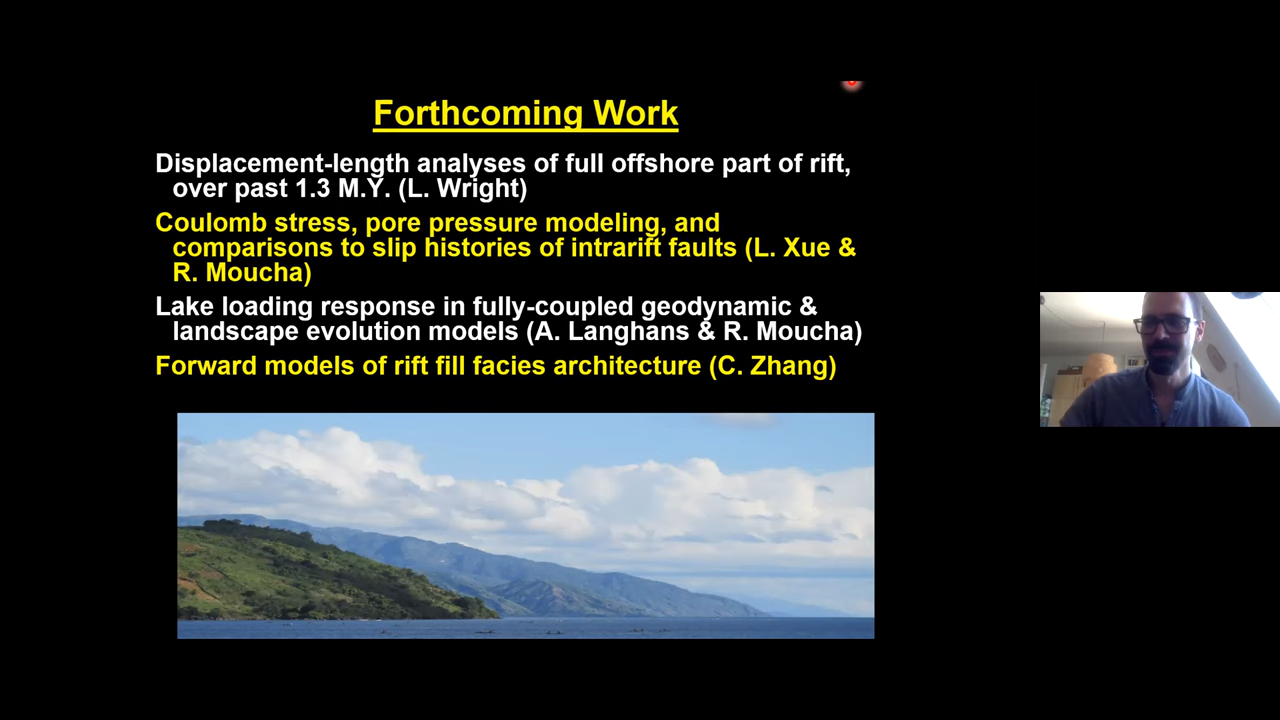 Forthcoming Work
Displacement-length analyses of full offshore part of rift,
over past 1.3 M.Y. (L. Wright)
Coulomb stress, pore pressure modeling, and
comparisons to slip histories of intrarift faults (L. Xue &
R. Moucha)
Lake loading response in fully-coupled geodynamic &
landscape evolution models (A. Langhans & R. Moucha)
Forward models of rift fill facies architecture (C. Zhang)